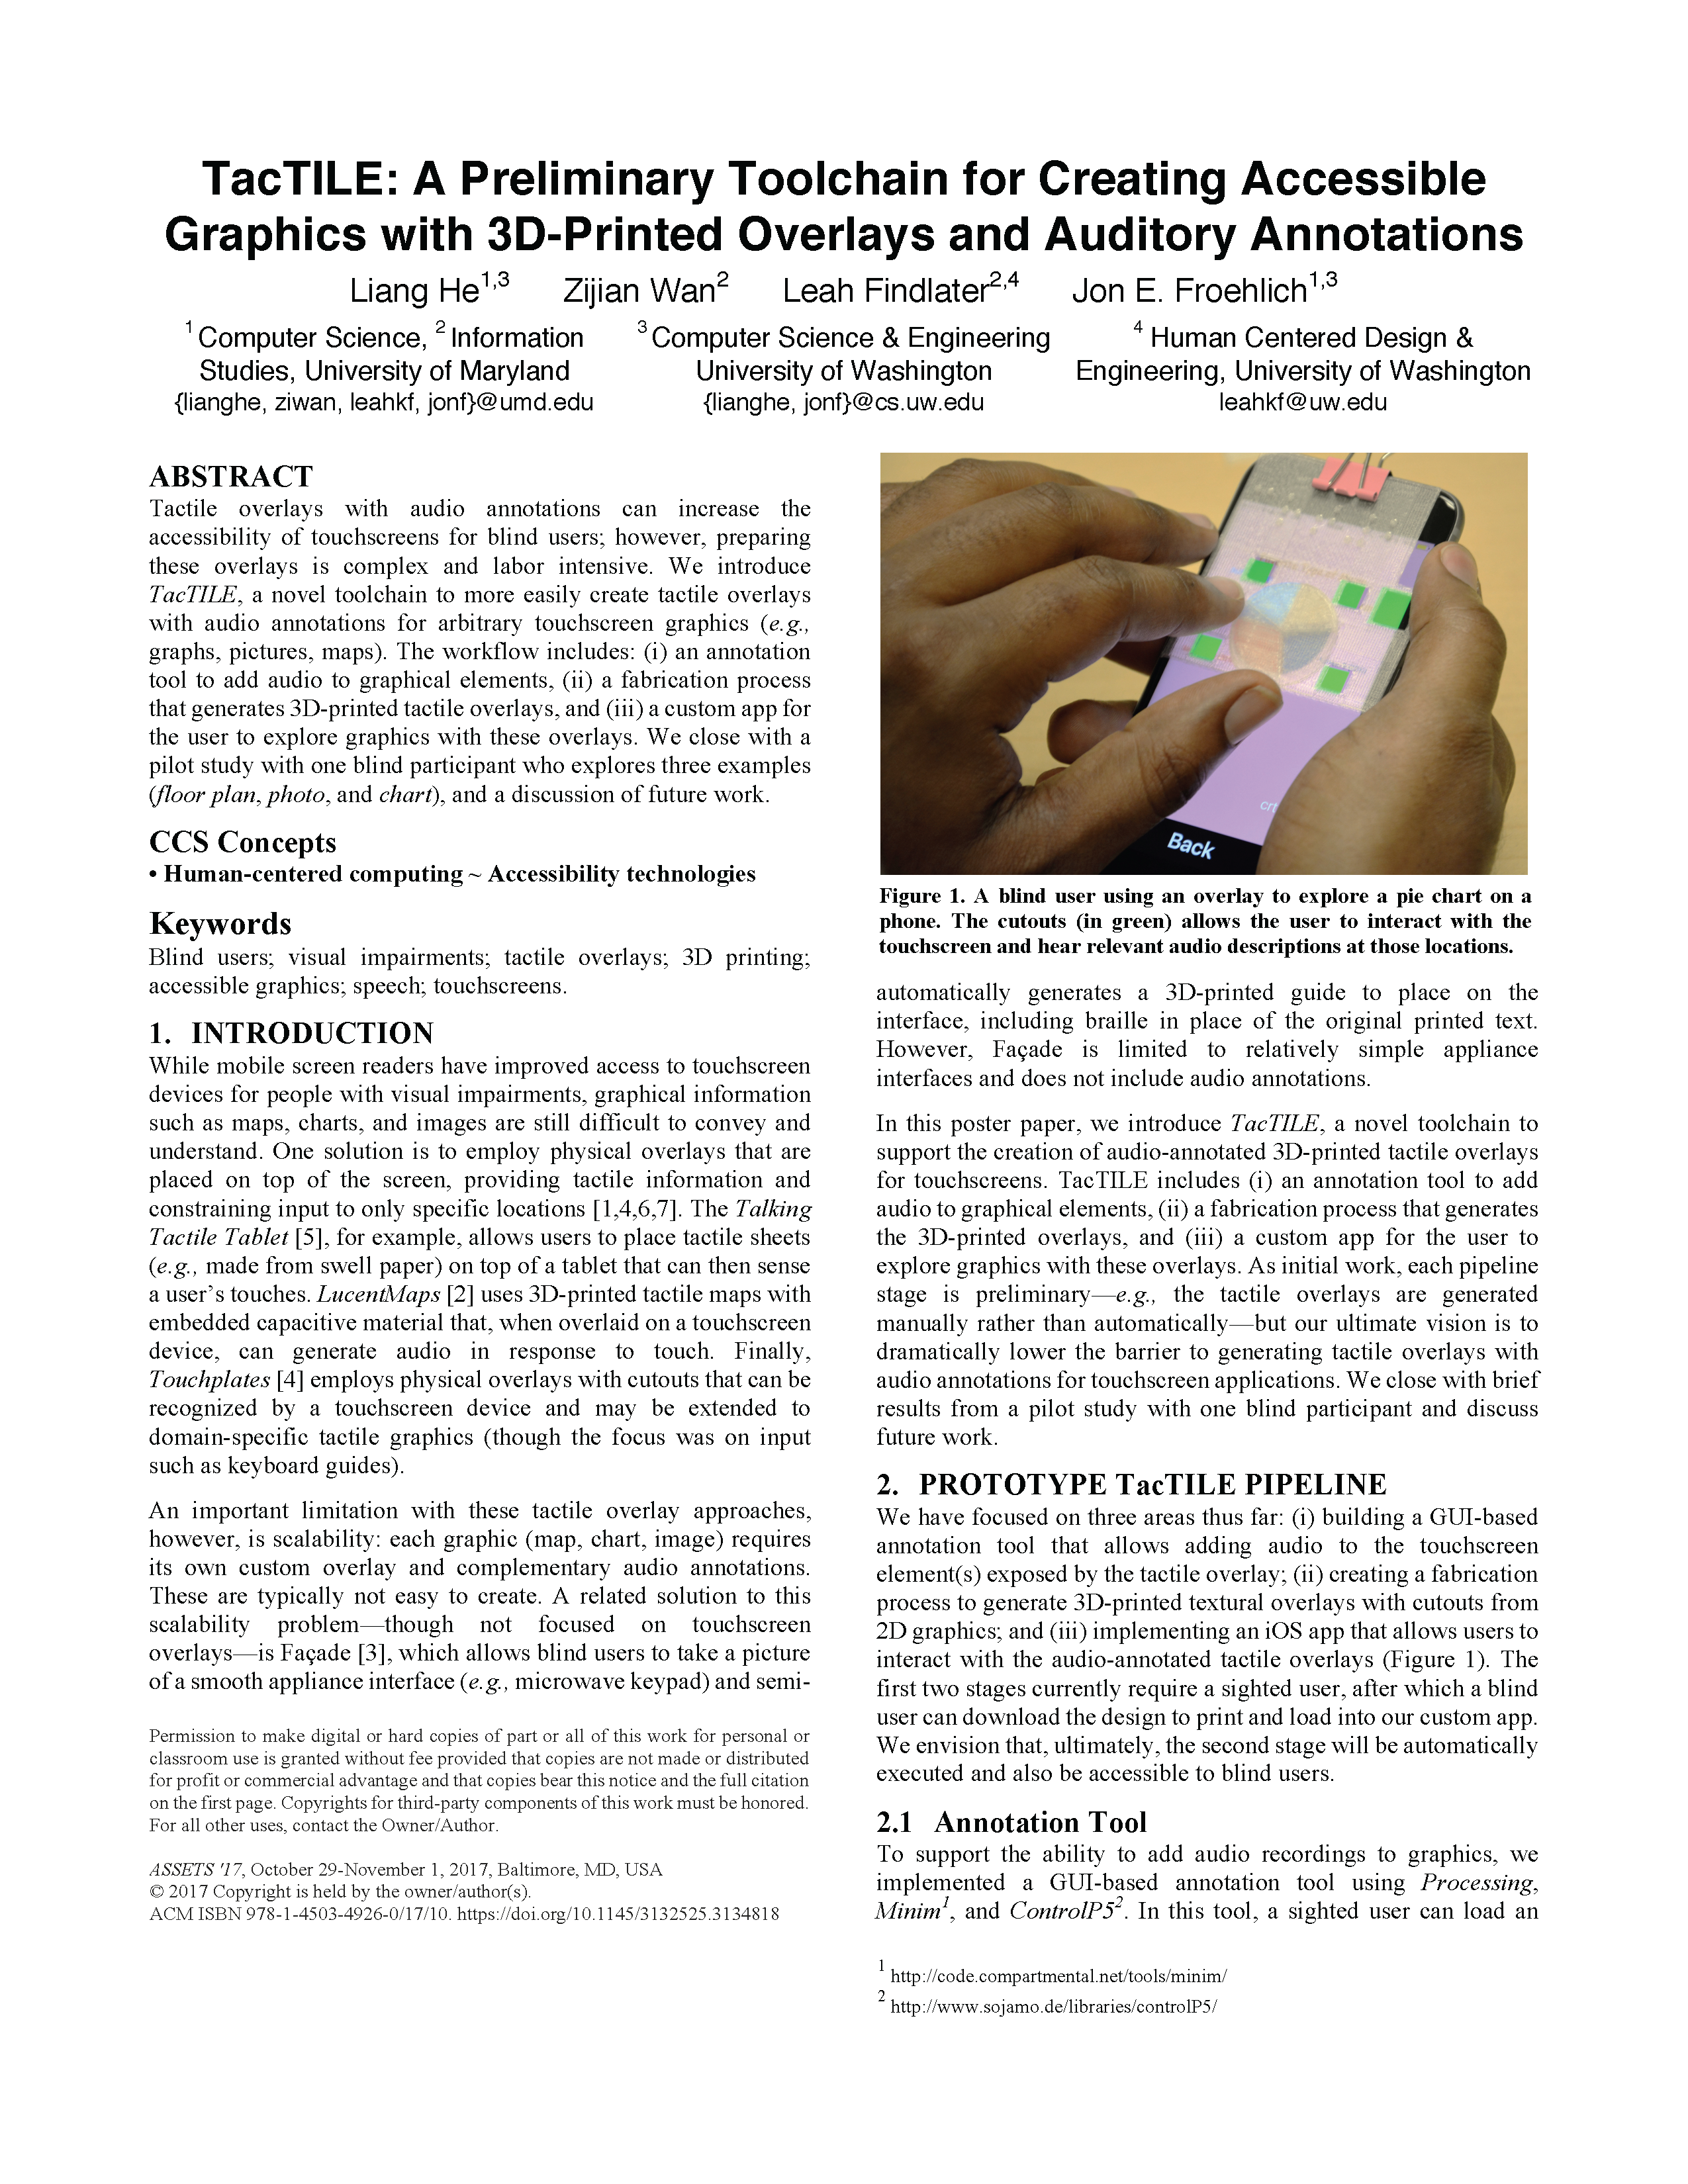 TacTILE: A Preliminary Toolchain for Creating Accessible
Graphics with 3D-Printed Overlays and Auditory Annotations
Liang He1,3 Zijian Wan2 Leah Findlater2,4 Jon E. Froehlich1,3
1 Computer Science, 2 Information
Studies, University of Maryland
{lianghe, ziwan, leahkf, jonf}@umd.edu
3 Computer Science & Engineering
University of Washington
{lianghe, jonf}@cs.uw.edu
4 Human Centered Design &
Engineering, University of Washington
leahkf@uw.edu
ABSTRACT
Tactile overlays with audio annotations can increase the
accessibility of touchscreens for blind users; however, preparing
these overlays is complex and labor intensive. We introduce
TacTILE, a novel toolchain to more easily create tactile overlays
with audio annotations for arbitrary touchscreen graphics (e.g.,
graphs, pictures, maps). The workflow includes: (i) an annotation
tool to add audio to graphical elements, (ii) a fabrication process
that generates 3D-printed tactile overlays, and (iii) a custom app for
the user to explore graphics with these overlays. We close with a
pilot study with one blind participant who explores three examples
(floor plan, photo, and chart), and a discussion of future work.
CCS Concepts
• Human-centered computing ~ Accessibility technologies
Keywords
Blind users; visual impairments; tactile overlays; 3D printing;
accessible graphics; speech; touchscreens.
1. INTRODUCTION
While mobile screen readers have improved access to touchscreen
devices for people with visual impairments, graphical information
such as maps, charts, and images are still difficult to convey and
understand. One solution is to employ physical overlays that are
placed on top of the screen, providing tactile information and
constraining input to only specific locations [1,4,6,7]. The Talking
Tactile Tablet [5], for example, allows users to place tactile sheets
(e.g., made from swell paper) on top of a tablet that can then sense
a user's touches. LucentMaps [2] uses 3D-printed tactile maps with
embedded capacitive material that, when overlaid on a touchscreen
device, can generate audio in response to touch. Finally,
Touchplates [4] employs physical overlays with cutouts that can be
recognized by a touchscreen device and may be extended to
domain-specific tactile graphics (though the focus was on input
such as keyboard guides).
An important limitation with these tactile overlay approaches,
however, is scalability: each graphic (map, chart, image) requires
its own custom overlay and complementary audio annotations.
These are typically not easy to create. A related solution to this
scalability problem—though not focused on touchscreen
overlays—is Façade [3], which allows blind users to take a picture
of a smooth appliance interface (e.g., microwave keypad) and semi-
Permission to make digital or hard copies of part or all of this work for personal or
classroom use is granted without fee provided that copies are not made or distributed
for profit or commercial advantage and that copies bear this notice and the full citation
on the first page. Copyrights for third-party components of this work must be honored.
For all other uses, contact the Owner/Author.
ASSETS '17, October 29-November 1, 2017, Baltimore, MD, USA
© 2017 Copyright is held by the owner/author(s).
ACM ISBN 978-1-4503-4926-0/17/10. https://doi.org/10.1145/3132525.3134818
Back
Figure 1. A blind user using an overlay to explore a pie chart on a
phone. The cutouts (in green) allows the user to interact with the
touchscreen and hear relevant audio descriptions at those locations.
automatically generates a 3D-printed guide to place on the
interface, including braille in place of the original printed text.
However, Façade is limited to relatively simple appliance
interfaces and does not include audio annotations.
In this poster paper, we introduce TacTILE, a novel toolchain to
support the creation of audio-annotated 3D-printed tactile overlays
for touchscreens. TacTILE includes (i) an annotation tool to add
audio to graphical elements, (ii) a fabrication process that generates
the 3D-printed overlays, and (iii) a custom app for the user to
explore graphics with these overlays. As initial work, each pipeline
stage is preliminary—e.g., the tactile overlays are generated
manually rather than automatically—but our ultimate vision is to
dramatically lower the barrier to generating tactile overlays with
audio annotations for touchscreen applications. We close with brief
results from a pilot study with one blind participant and discuss
future work.
2. PROTOTYPE TacTILE PIPELINE
We have focused on three areas thus far: (i) building a GUI-based
annotation tool that allows adding audio to the touchscreen
element(s) exposed by the tactile overlay; (ii) creating a fabrication
process to generate 3D-printed textural overlays with cutouts from
2D graphics; and (iii) implementing an iOS app that allows users to
interact with the audio-annotated tactile overlays (Figure 1). The
first two stages currently require a sighted user, after which a blind
user can download the design to print and load into our custom app.
We envision that, ultimately, the second stage will be automatically
executed and also be accessible to blind users.
2.1 Annotation Tool
To support the ability to add audio recordings to graphics, we
implemented a GUI-based annotation tool using Processing,
Minim1, and ControlP52. In this tool, a sighted user can load an
1 http://code.compartmental.net/tools/minim/
2 http://www.sojamo.de/libraries/controlP5/